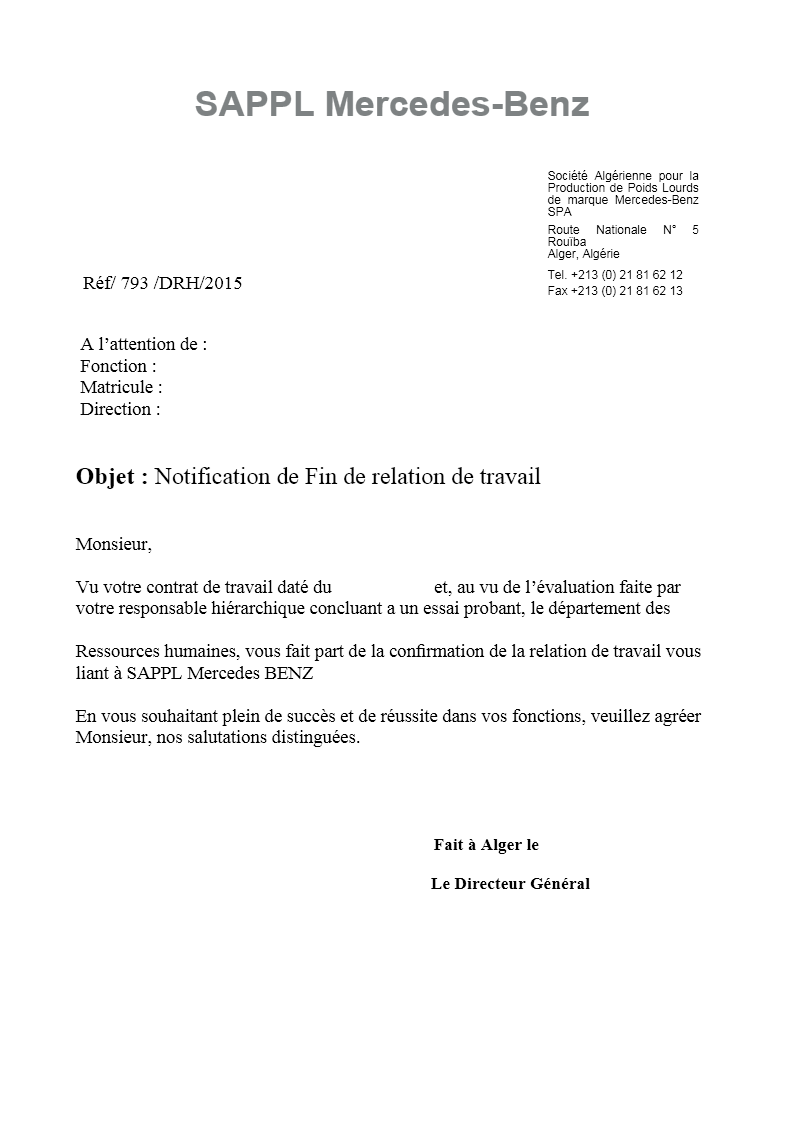 SAPPL Mercedes-Benz
Société Algérienne pour la
Production de Poids Lourds
de marque Mercedes-Benz
SPA
Route Nationale N° 5
Rouïba
Alger, Algérie
Tel. +213 (0) 21 81 62 12
Fax +213 (0) 21 81 62 13
Réf/ 793 /DRH/2015
A l’attention de :
Fonction :
Matricule :
Direction :
Objet : Notification de Fin de relation de travail
Monsieur,
Vu votre contrat de travail daté du et, au vu de l’évaluation faite par
votre responsable hiérarchique concluant a un essai probant, le département des
Ressources humaines, vous fait part de la confirmation de la relation de travail vous
liant à SAPPL Mercedes BENZ
En vous souhaitant plein de succès et de réussite dans vos fonctions, veuillez agréer
Monsieur, nos salutations distinguées.
Fait à Alger le
Le Directeur Général